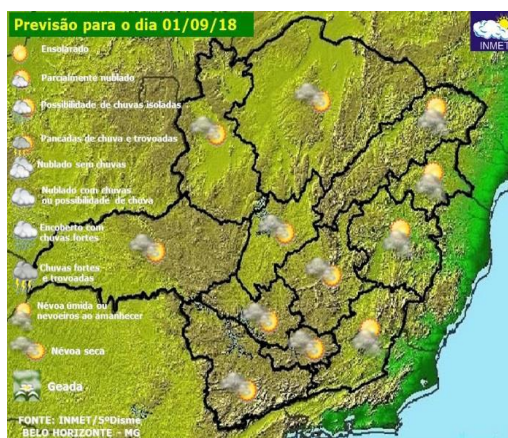 Previsão para o dia 01/09/18
INMET
Ensolarado
Parcialmente nublado
Possibilidade de chuvas isoladas
Pancadas de chuva e trovoadas
Nublado sem chuvas
Nublado com chuvas
ou possibilidade de chuva
Encoberto com
chuvas fortes
Chuvas fortes
e trovoadas
Névoa úmida ou
nevoeiros ao amanhecer
Névoa seca
Geada
FONTE: INMET/5ºDisme
BELO HORIZONTE - MG